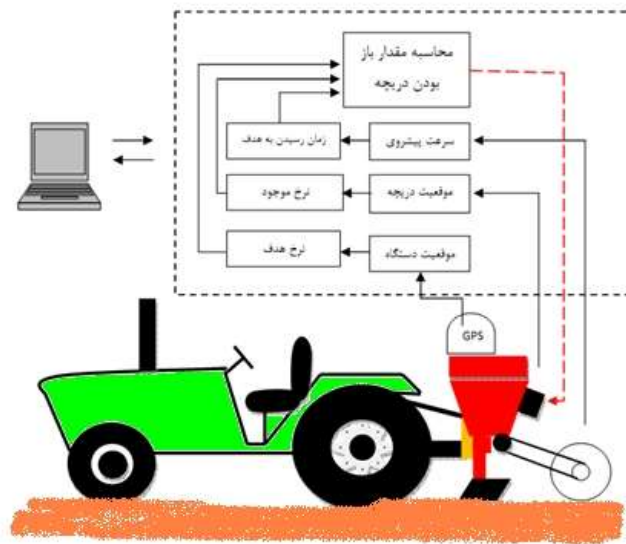 محاسبه مقدار باز
بودن دریچه
سرعت پیشروی
زمان رسیدن به هدف
موقعیت دریچه
نرخ موجود
موقعیت دستگاه
نرخ هدف
GPS